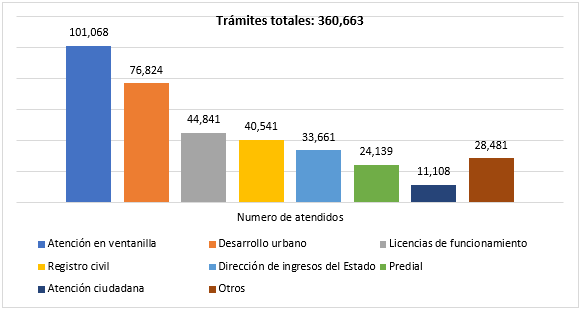 Trámites totales: 360,663
101,068
76,824
44,841
40,541
33,661
24,139
11,108
28,481
Numero de atendidos
Atención en ventanilla
Desarrollo urbano
Licencias de funcionamiento
Registro civil
Dirección de ingresos del Estado
Predial
Atención ciudadana
Otros